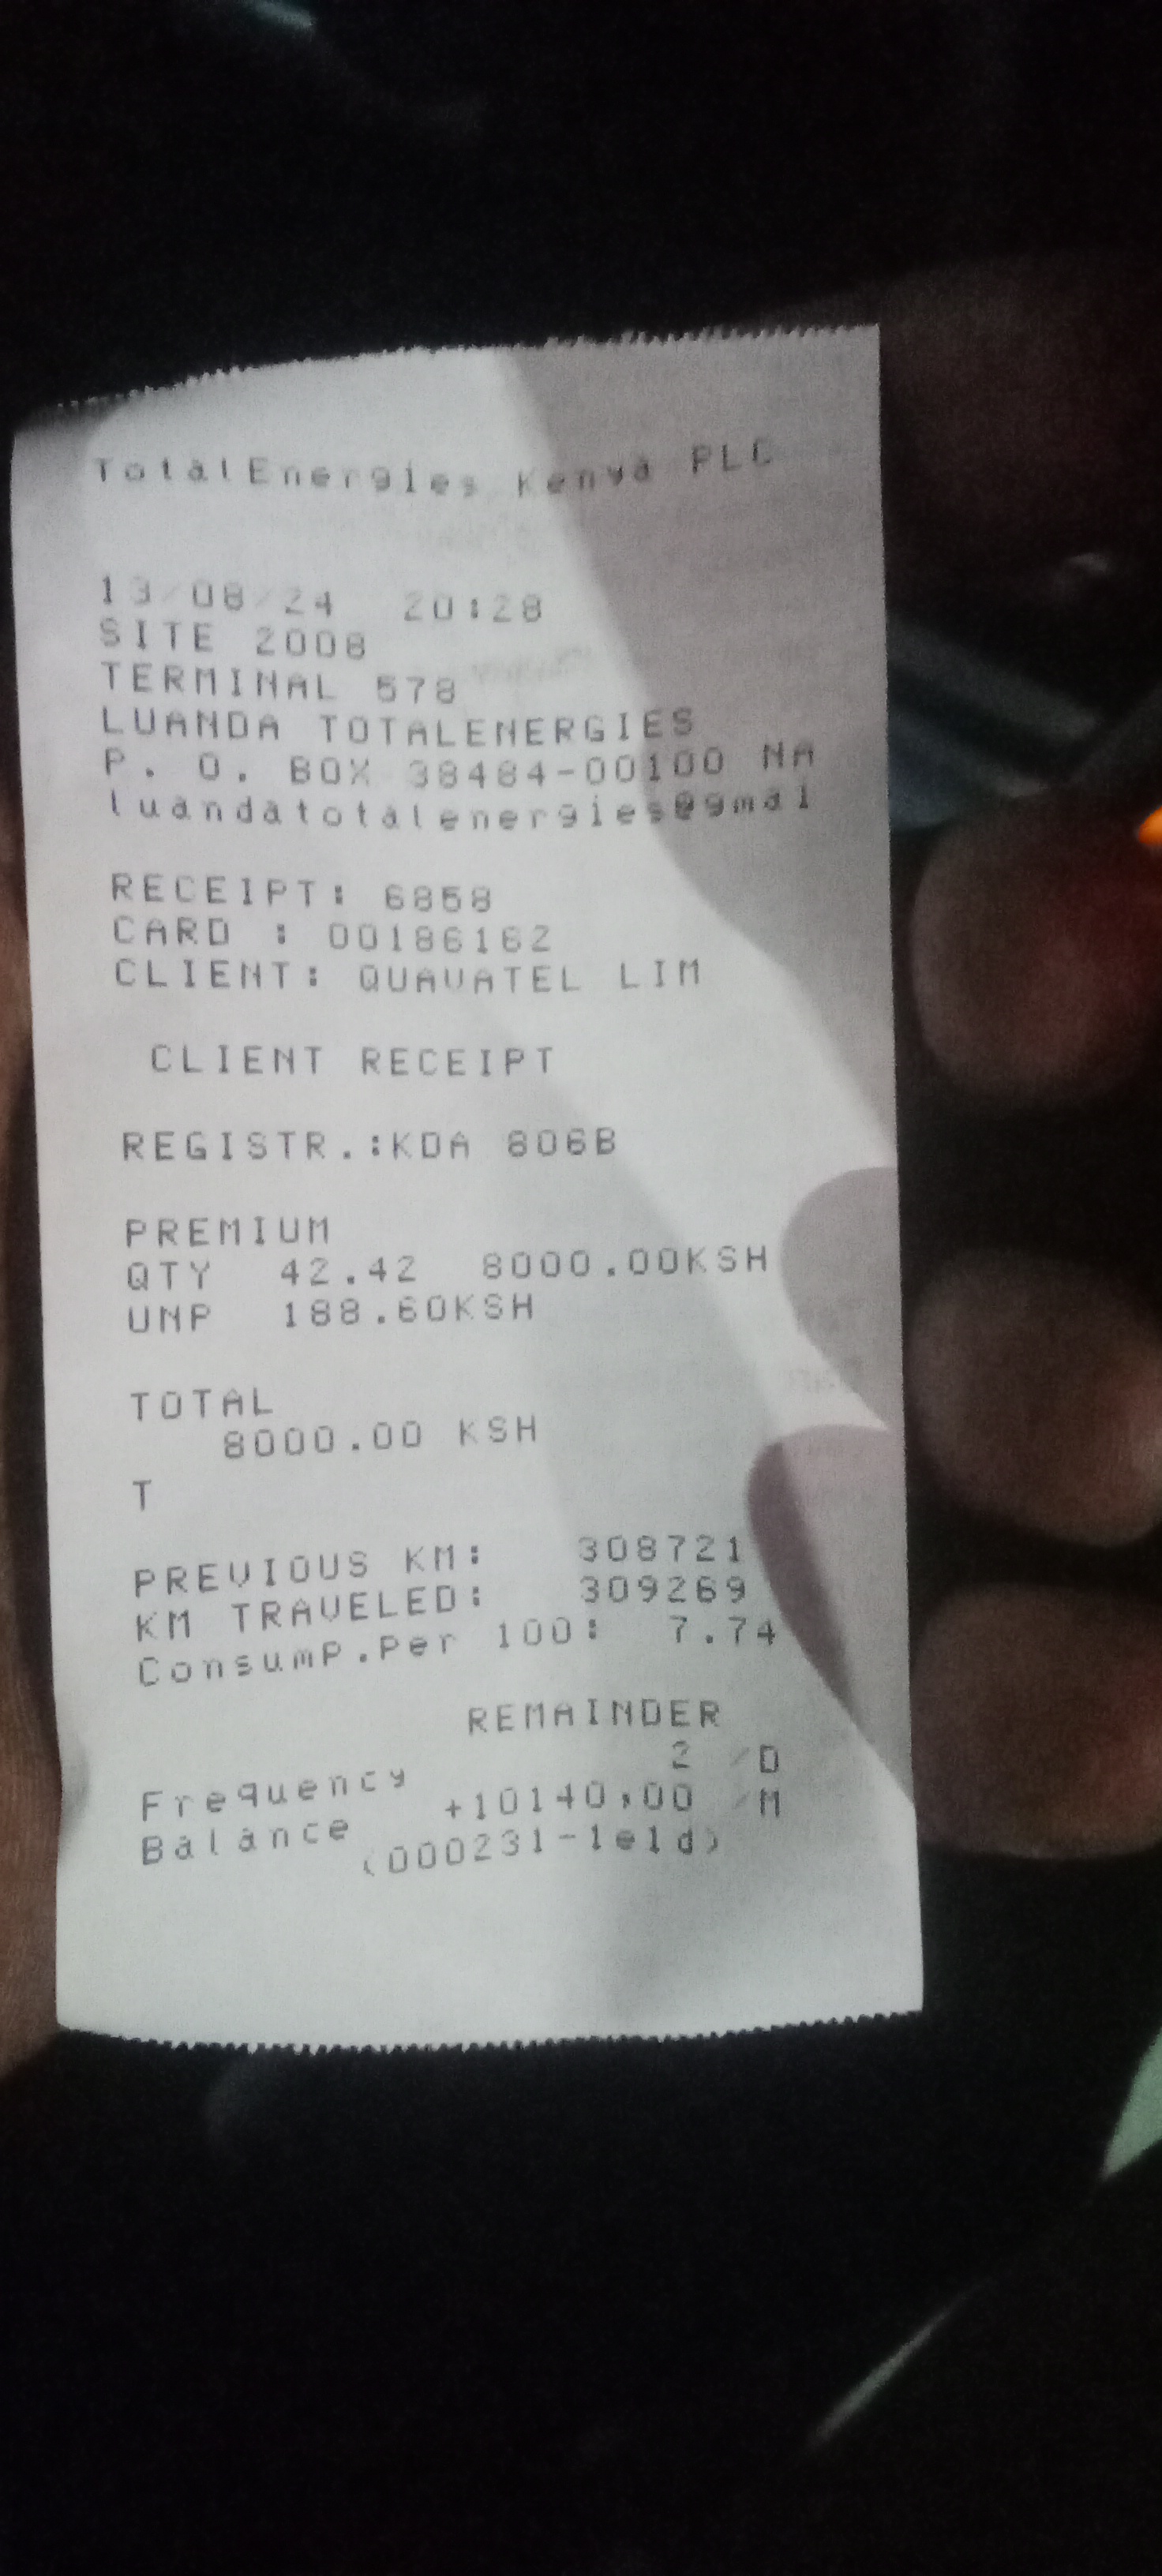 TotalEnergies Kenya PLC
13/08/24 20:28
SITE 2008
TERMINAL 578
LUANDA TOTALENERGIES
P. O. BOX 38484-00100 NA
luandatotalenergies@gmai
RECEIPT: 6858
CARD : 00186162
CLIENT: QUAVATEL LIM
CLIENT RECEIPT
REGISTR.:KDA 806B
PREMIUM
QTY 42.42 8000.00KSH
UNP 188.60KSH
TOTAL
8000.00 KSH
T
PREVIOUS KM: 308721
KM TRAVELED: 309269
Consump.Per 100: 7.74
REMAINDER
Frequency 2 /D
Balance +10140,00 /M
(000231-1e1d)